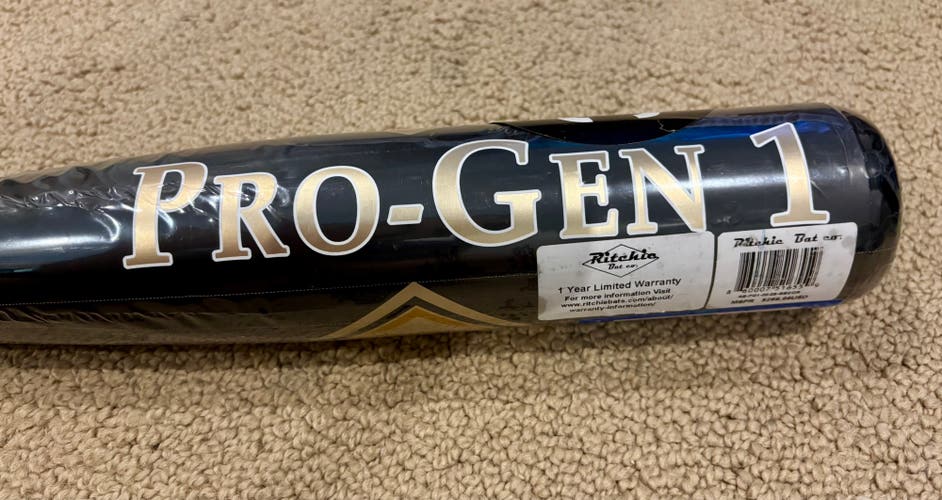 PRO-GEN 1
Ritchie
Bat co.
1 Year Limited Warranty
For more information Visit
www.ritchiebats.com/about/
warranty-information/
Ritchie Bat co.
MSRP